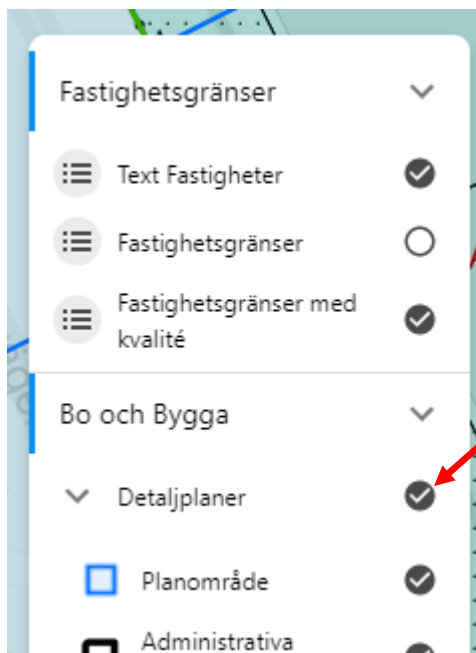 Fastighetsgränser
Text Fastigheter
Fastighetsgränser
Fastighetsgränser med
kvalité
Bo och Bygga
Detaljplaner
Planområde
Administrativa